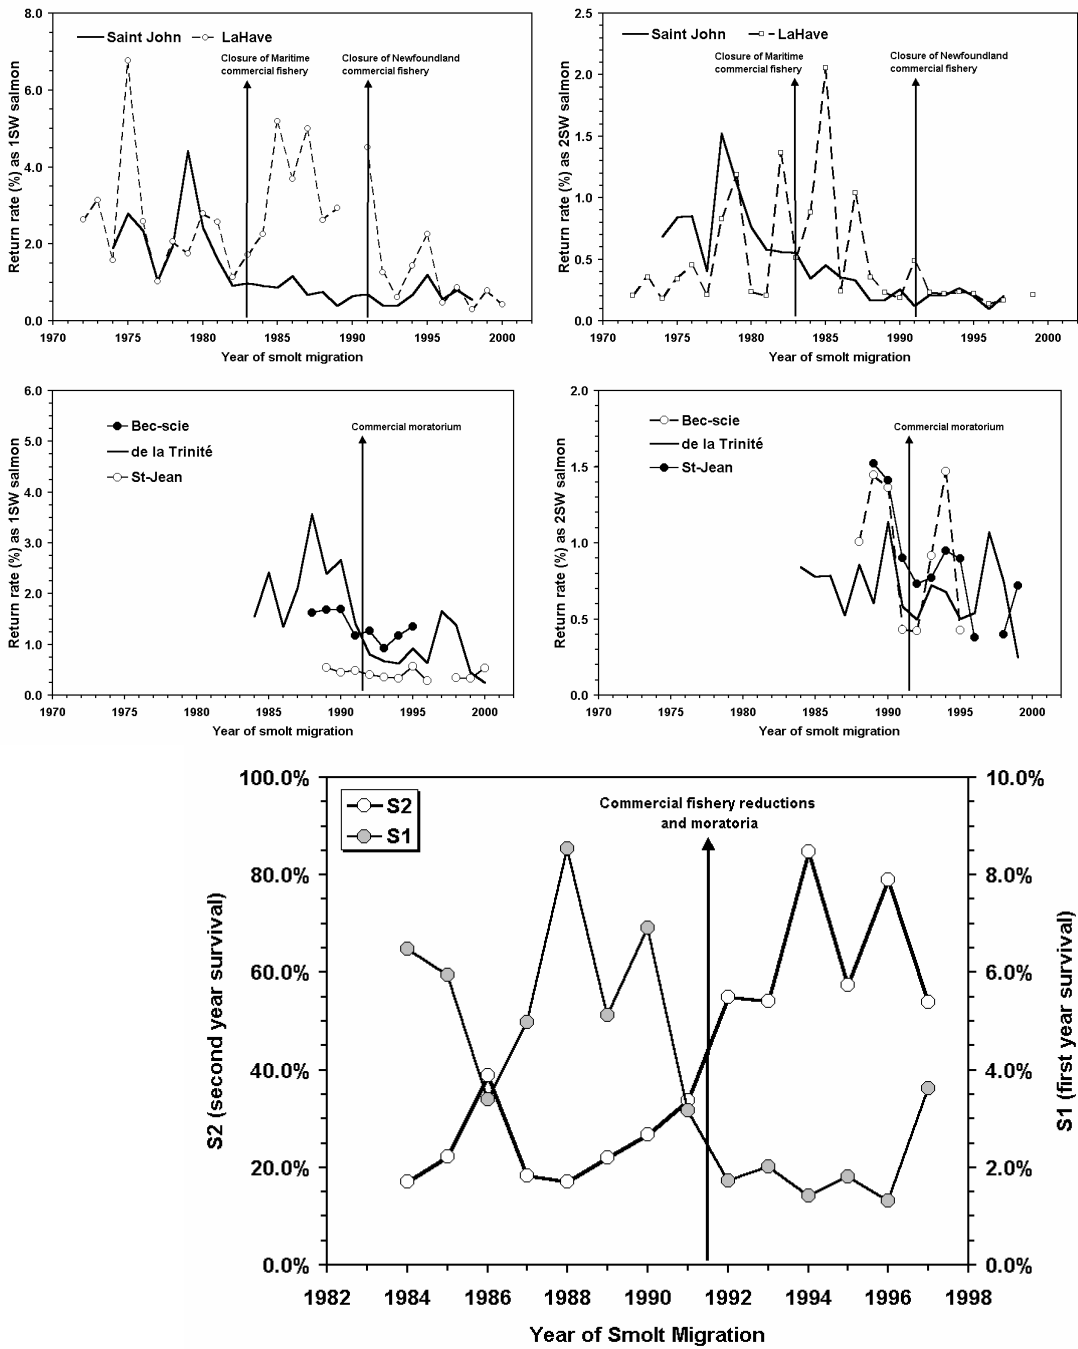 Return rate (%) as 1SW salmon
8.0
6.0
4.0
2.0
0.0
Saint John
LaHave
Closure of Maritime
commercial fishery
Closure of Newfoundland
commercial fishery
1970
1975
1980
1985
1990
1995
2000
Year of smolt migration
Return rate (%) as 2SW salmon
2.5
2.0
1.5
1.0
0.5
0.0
Saint John
LaHave
Closure of Maritime
commercial fishery
Closure of Newfoundland
commercial fishery
1970
1975
1980
1985
1990
1995
2000
Year of smolt migration
Return rate (%) as 1SW salmon
6.0
5.0
4.0
3.0
2.0
1.0
0.0
Bec-scie
de la Trinité
St-Jean
Commercial moratorium
1970
1975
1980
1985
1990
1995
2000
Year of smolt migration
Return rate (%) as 2SW salmon
2.0
1.5
1.0
0.5
0.0
Bec-scie
de la Trinité
St-Jean
Commercial moratorium
1970
1975
1980
1985
1990
1995
2000
Year of smolt migration
S2 (second year survival)
100.0%
80.0%
60.0%
40.0%
20.0%
0.0%
S2
S1
Commercial fishery reductions
and moratoria
10.0%
8.0%
6.0%
4.0%
2.0%
0.0%
S1 (first year survival)
1982
1984
1986
1988
1990
1992
1994
1996
1998
Year of Smolt Migration